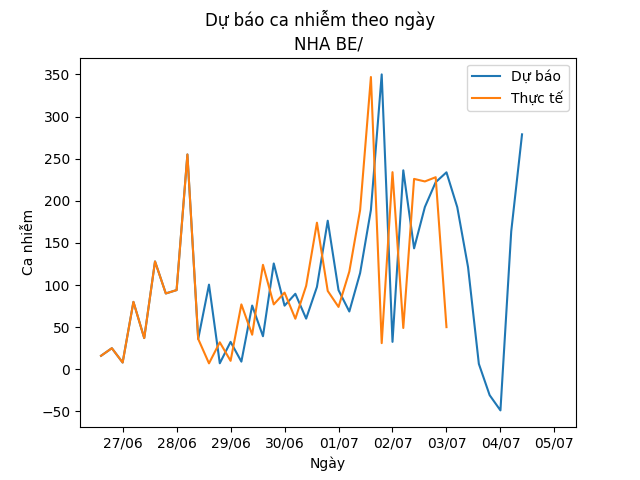 Dự báo ca nhiễm theo ngày
NHA BE/
Dự báo
Thực tế
350
300
250
200
150
100
50
0
−50
Ca nhiễm
27/06 28/06 29/06 30/06 01/07 02/07 03/07 04/07 05/07
Ngày